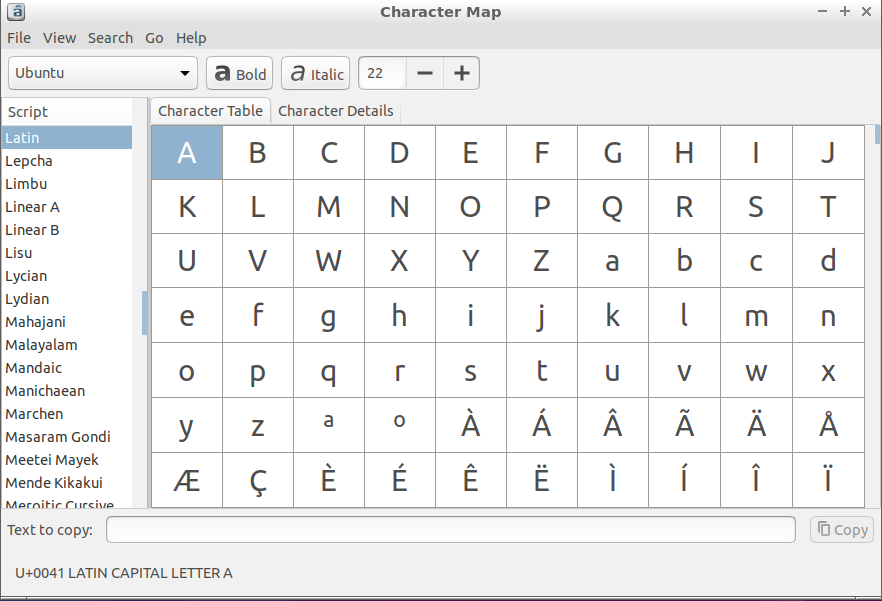 Character Map
File View Search Go Help
Ubuntu a Bold a Italic 22
Script
Latin
Lepcha
Limbu
Linear A
Linear B
Lisu
Lycian
Lydian
Mahajani
Malayalam
Mandaic
Manichaean
Marchen
Masaram Gondi
Meetei Mayek
Mende Kikakui
Meroitic Cursive
Character Table Character Details
A B C D E F G H I J
K L M N O P Q R S T
U V W X Y Z a b c d
e f g h i j k l m n
o p q r s t u v w x
y z ª º À Á Â Ã Ä Å
Æ Ç È É Ê Ë Ì Í Î Ï
Text to copy: Copy
U+0041 LATIN CAPITAL LETTER A